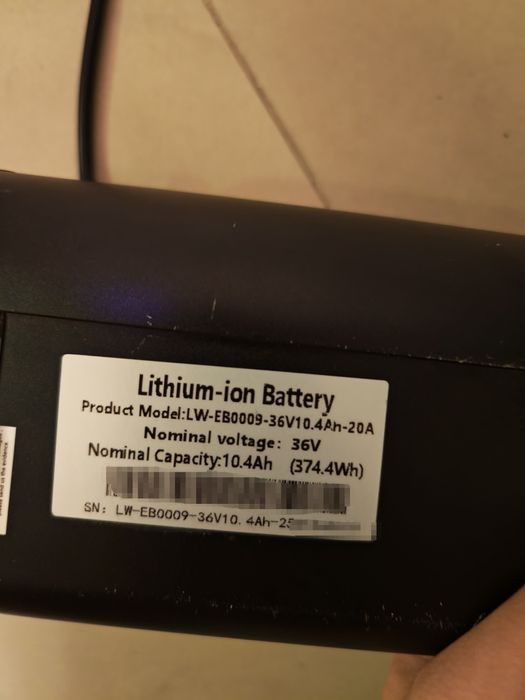 Lithium-ion Battery
Product Model:LW-EB0009-36V10.4Ah-20A
Nominal voltage: 36V
Nominal Capacity:10.4Ah (374.4Wh)
SN: LW-EB0009-36V10.4Ah-25